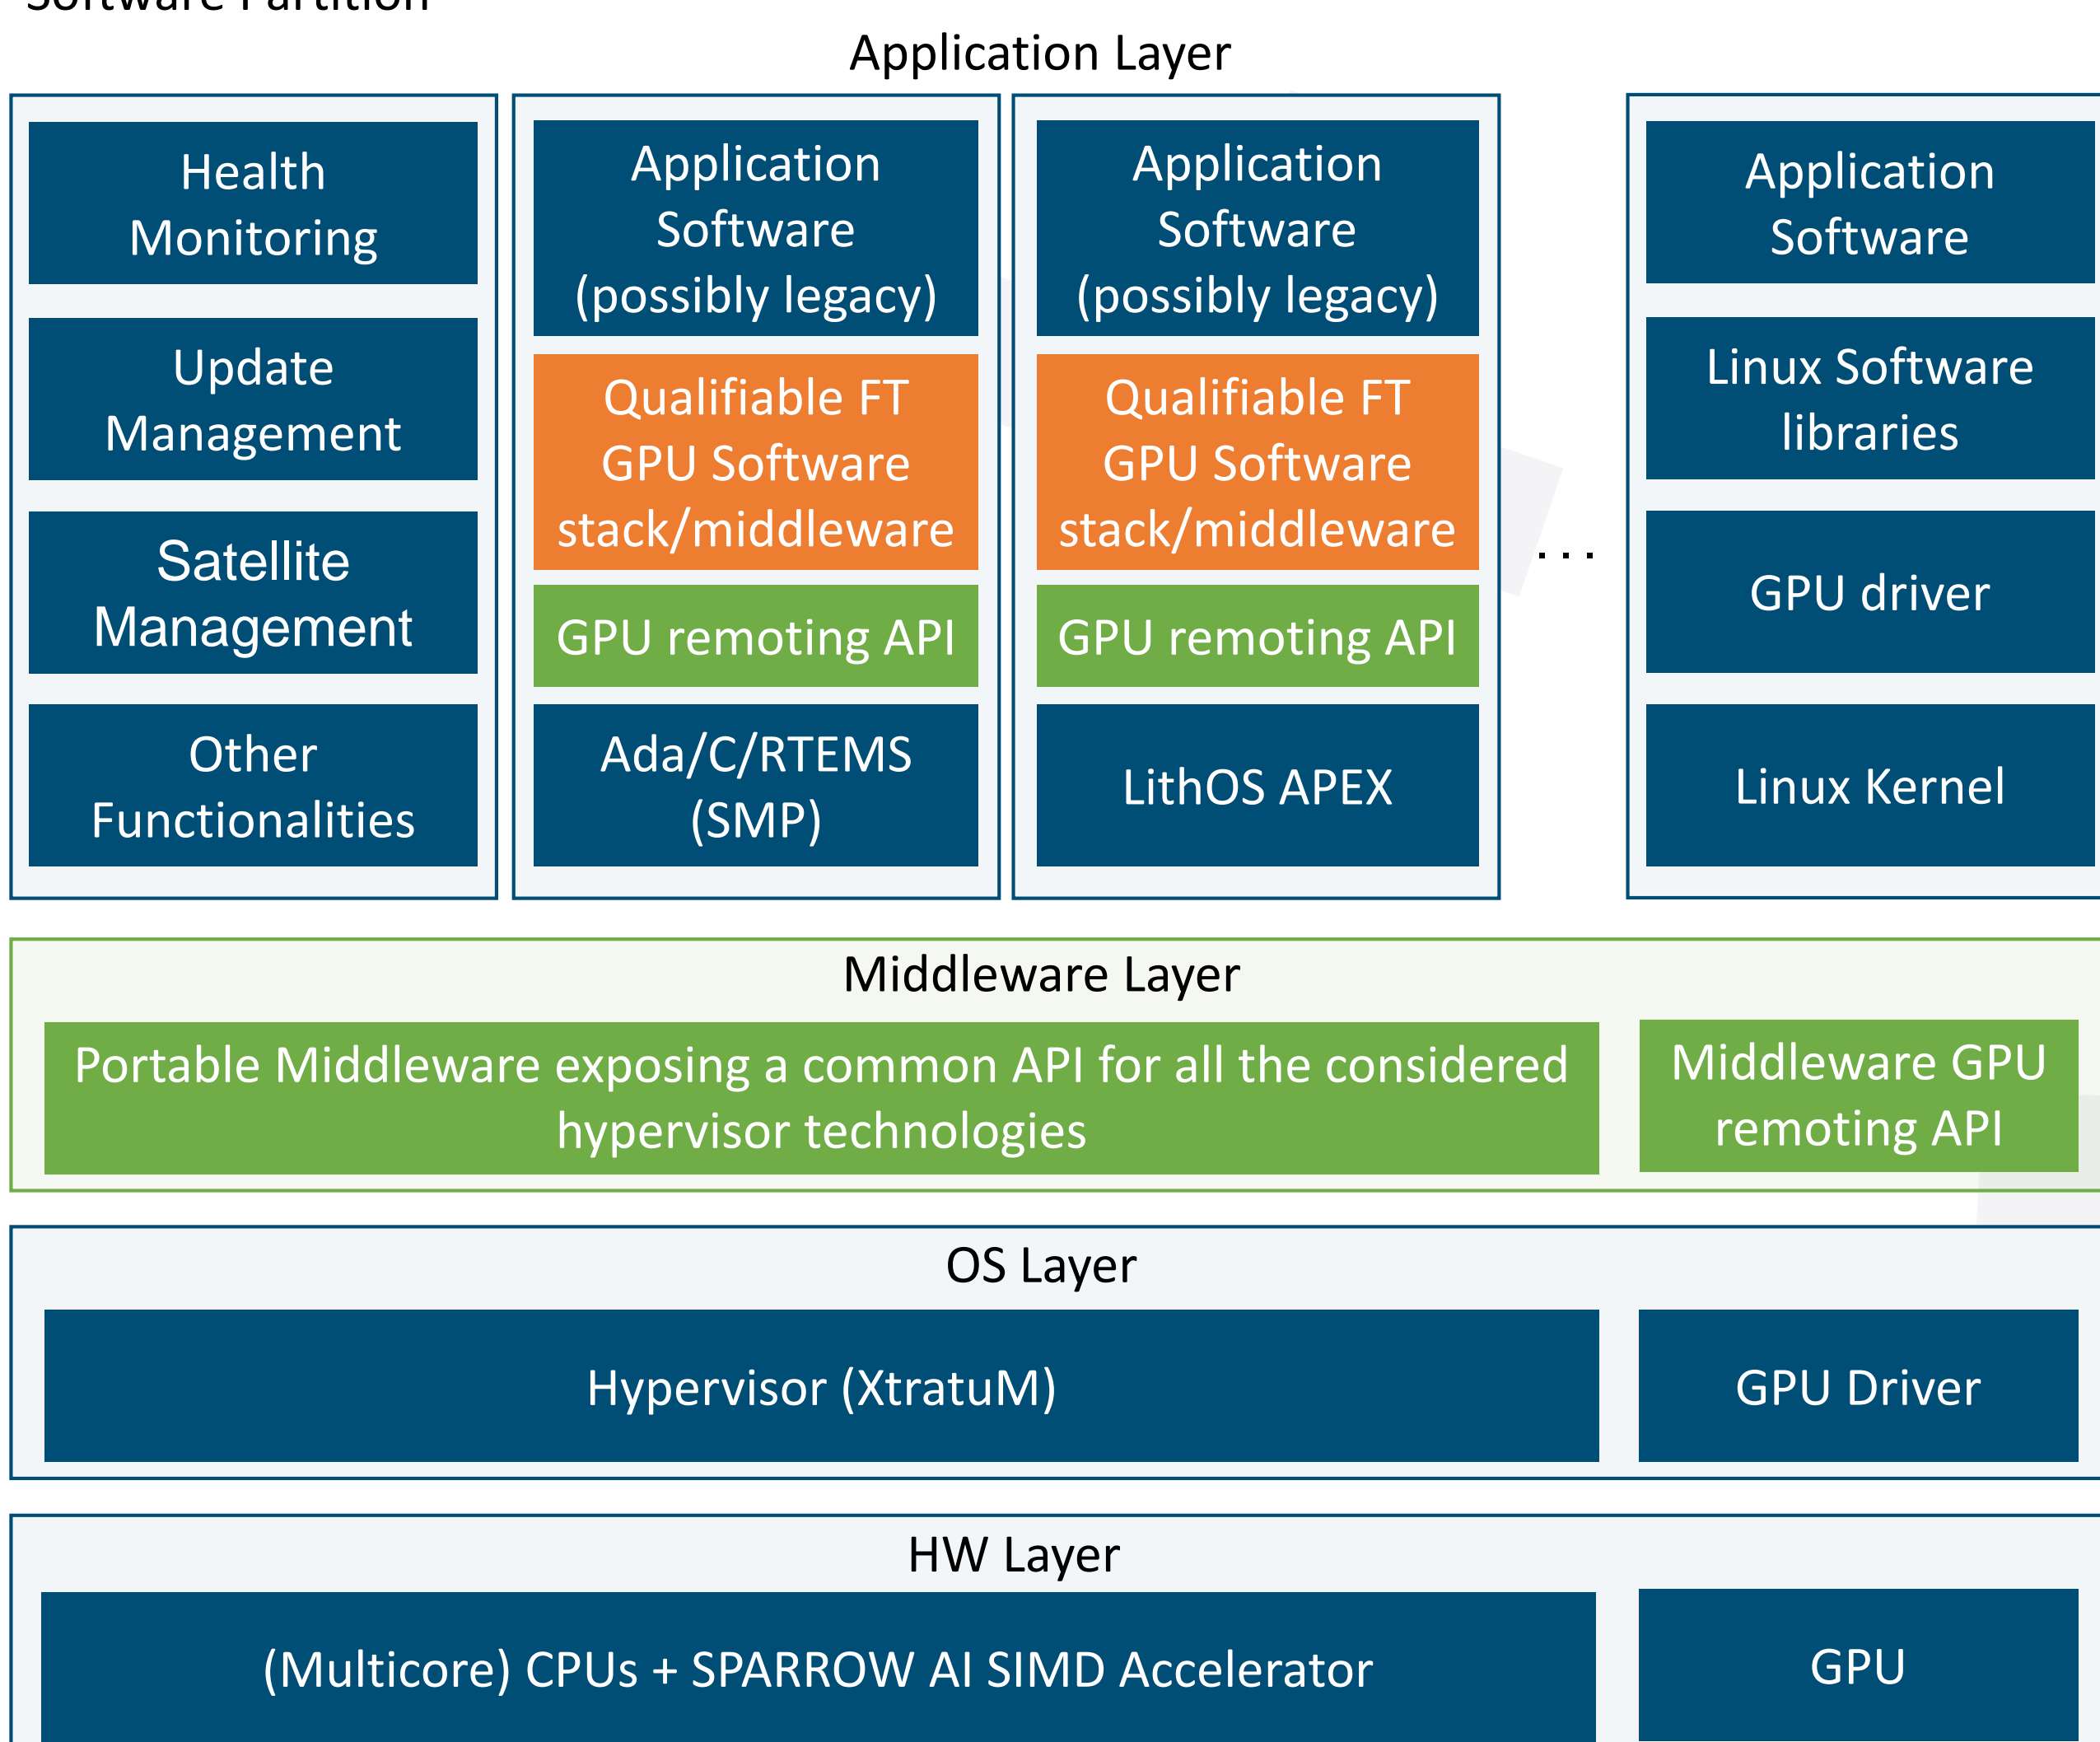 Software Partition
Application Layer
Health
Monitoring
Update
Management
Satellite
Management
Other
Functionalities
Application
Software
(possibly legacy)
Qualifiable FT
GPU Software
stack/middleware
GPU remoting API
Ada/C/RTEMS
(SMP)
Application
Software
(possibly legacy)
Qualifiable FT
GPU Software
stack/middleware
GPU remoting API
LithOS APEX
...
Application
Software
Linux Software
libraries
GPU driver
Linux Kernel
Middleware Layer
Portable Middleware exposing a common API for all the considered
hypervisor technologies
Middleware GPU
remoting API
OS Layer
Hypervisor (XtratuM)
GPU Driver
HW Layer
(Multicore) CPUs + SPARROW AI SIMD Accelerator
GPU